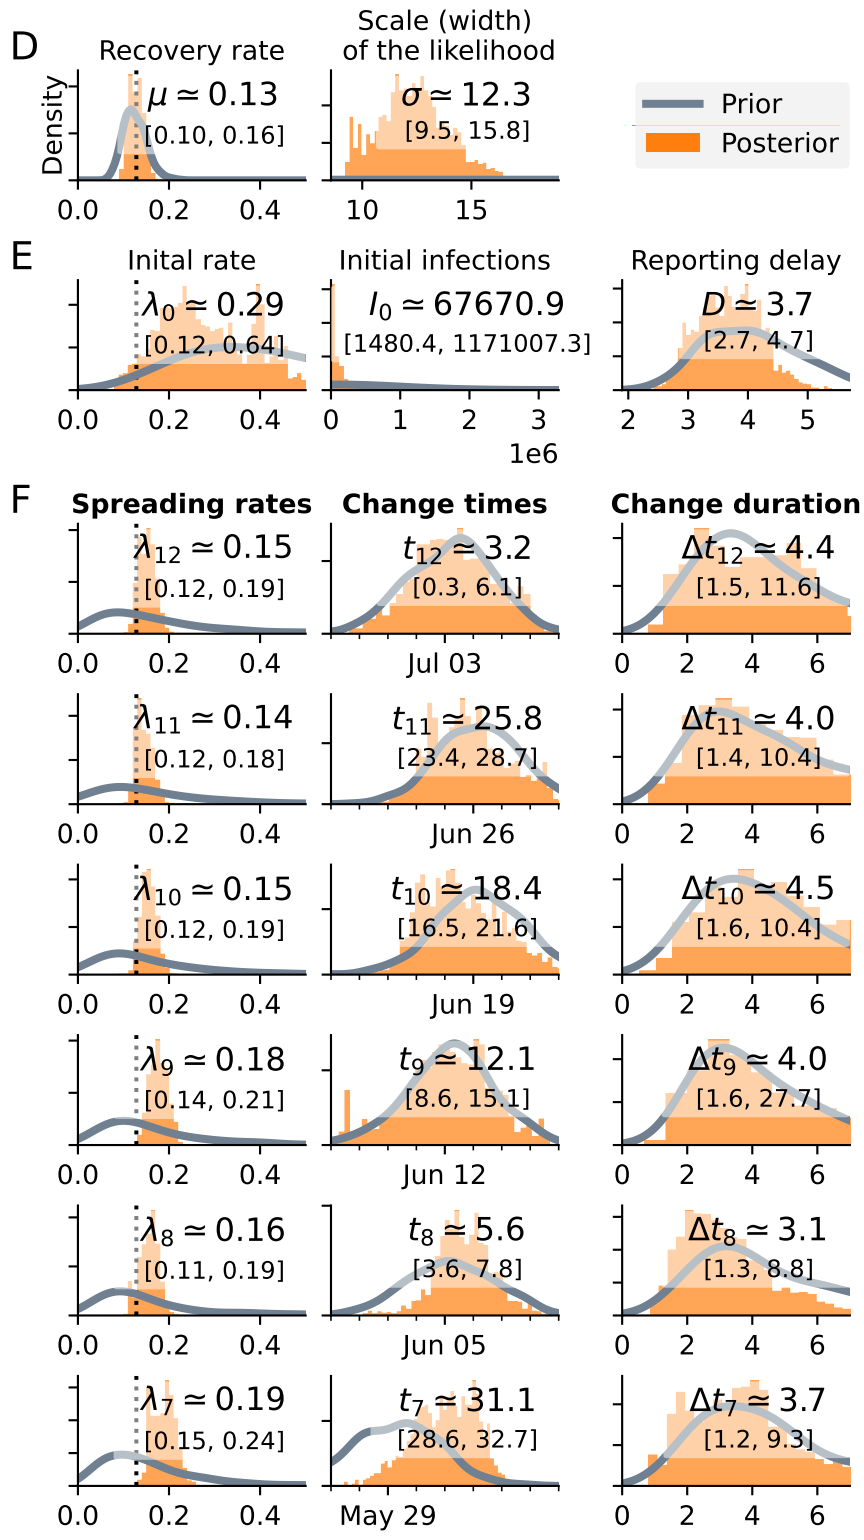 D
Recovery rate
Scale (width)
of the likelihood
Density
μ ≃ 0.13
[0.10, 0.16]
σ ≃ 12.3
[9.5, 15.8]
Prior
Posterior
0.0 0.2 0.4
10 15
E
Inital rate
Initial infections
Reporting delay
λ0 ≃ 0.29
[0.12, 0.64]
I0 ≃ 67670.9
[1480.4, 1171007.3]
D ≃ 3.7
[2.7, 4.7]
0.0 0.2 0.4
0 1 2 3
1e6
2 3 4 5
F
Spreading rates
Change times
Change duration
λ12 ≃ 0.15
[0.12, 0.19]
t12 ≃ 3.2
[0.3, 6.1]
Δt12 ≃ 4.4
[1.5, 11.6]
0.0 0.2 0.4
Jul 03
0 2 4 6
λ11 ≃ 0.14
[0.12, 0.18]
t11 ≃ 25.8
[23.4, 28.7]
Δt11 ≃ 4.0
[1.4, 10.4]
0.0 0.2 0.4
Jun 26
0 2 4 6
λ10 ≃ 0.15
[0.12, 0.19]
t10 ≃ 18.4
[16.5, 21.6]
Δt10 ≃ 4.5
[1.6, 10.4]
0.0 0.2 0.4
Jun 19
0 2 4 6
λ9 ≃ 0.18
[0.14, 0.21]
t9 ≃ 12.1
[8.6, 15.1]
Δt9 ≃ 4.0
[1.6, 27.7]
0.0 0.2 0.4
Jun 12
0 2 4 6
λ8 ≃ 0.16
[0.11, 0.19]
t8 ≃ 5.6
[3.6, 7.8]
Δt8 ≃ 3.1
[1.3, 8.8]
0.0 0.2 0.4
Jun 05
0 2 4 6
λ7 ≃ 0.19
[0.15, 0.24]
t7 ≃ 31.1
[28.6, 32.7]
Δt7 ≃ 3.7
[1.2, 9.3]
0.0 0.2 0.4
May 29
0 2 4 6